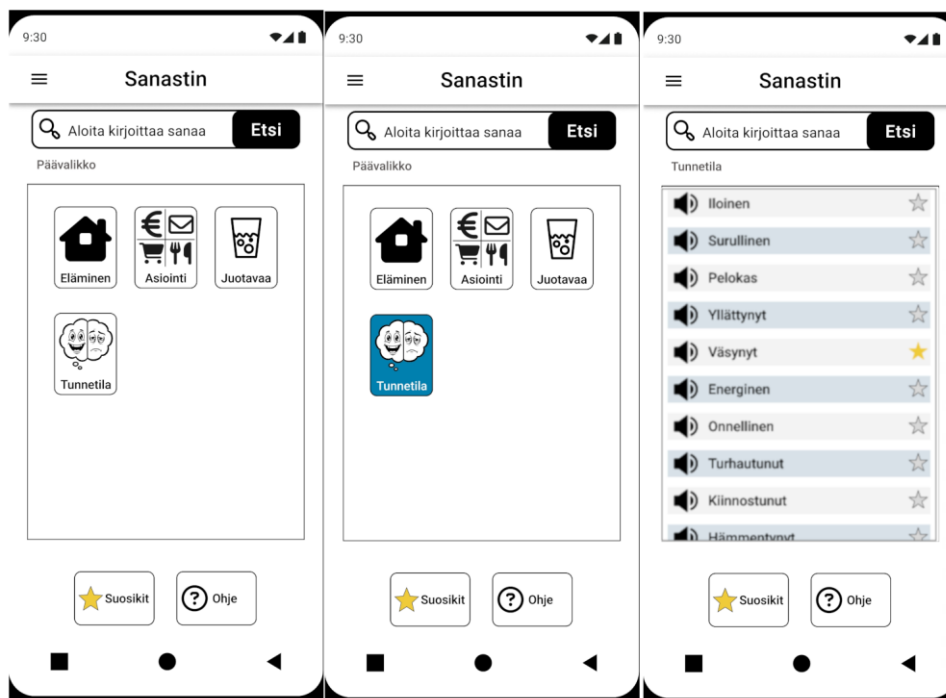 9:30
Sanastin
Aloita kirjoittaa sanaa Etsi
Päävalikko
Eläminen Asiointi Juotavaa
Tunnetila
Suosikit Ohje
9:30
Sanastin
Aloita kirjoittaa sanaa Etsi
Päävalikko
Eläminen Asiointi Juotavaa
Tunnetila
Suosikit Ohje
9:30
Sanastin
Aloita kirjoittaa sanaa Etsi
Tunnetila
Iloinen
Surullinen
Pelokas
Yllättynyt
Väsynyt
Energinen
Onnellinen
Turhautunut
Kiinnostunut
Hämmentynyt
Suosikit Ohje